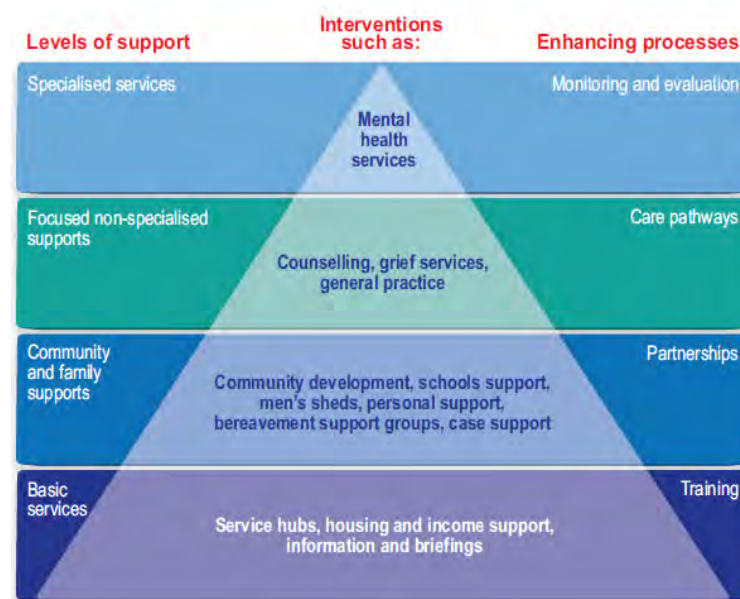 Levels of support
Interventions
such as:
Enhancing processes
Specialised services
Mental
health
services
Monitoring and evaluation
Focused non-specialised
supports
Counselling, grief services,
general practice
Care pathways
Community
and family
supports
Community development, schools support,
men's sheds, personal support,
bereavement support groups, case support
Partnerships
Basic
services
Service hubs, housing and income support,
information and briefings
Training